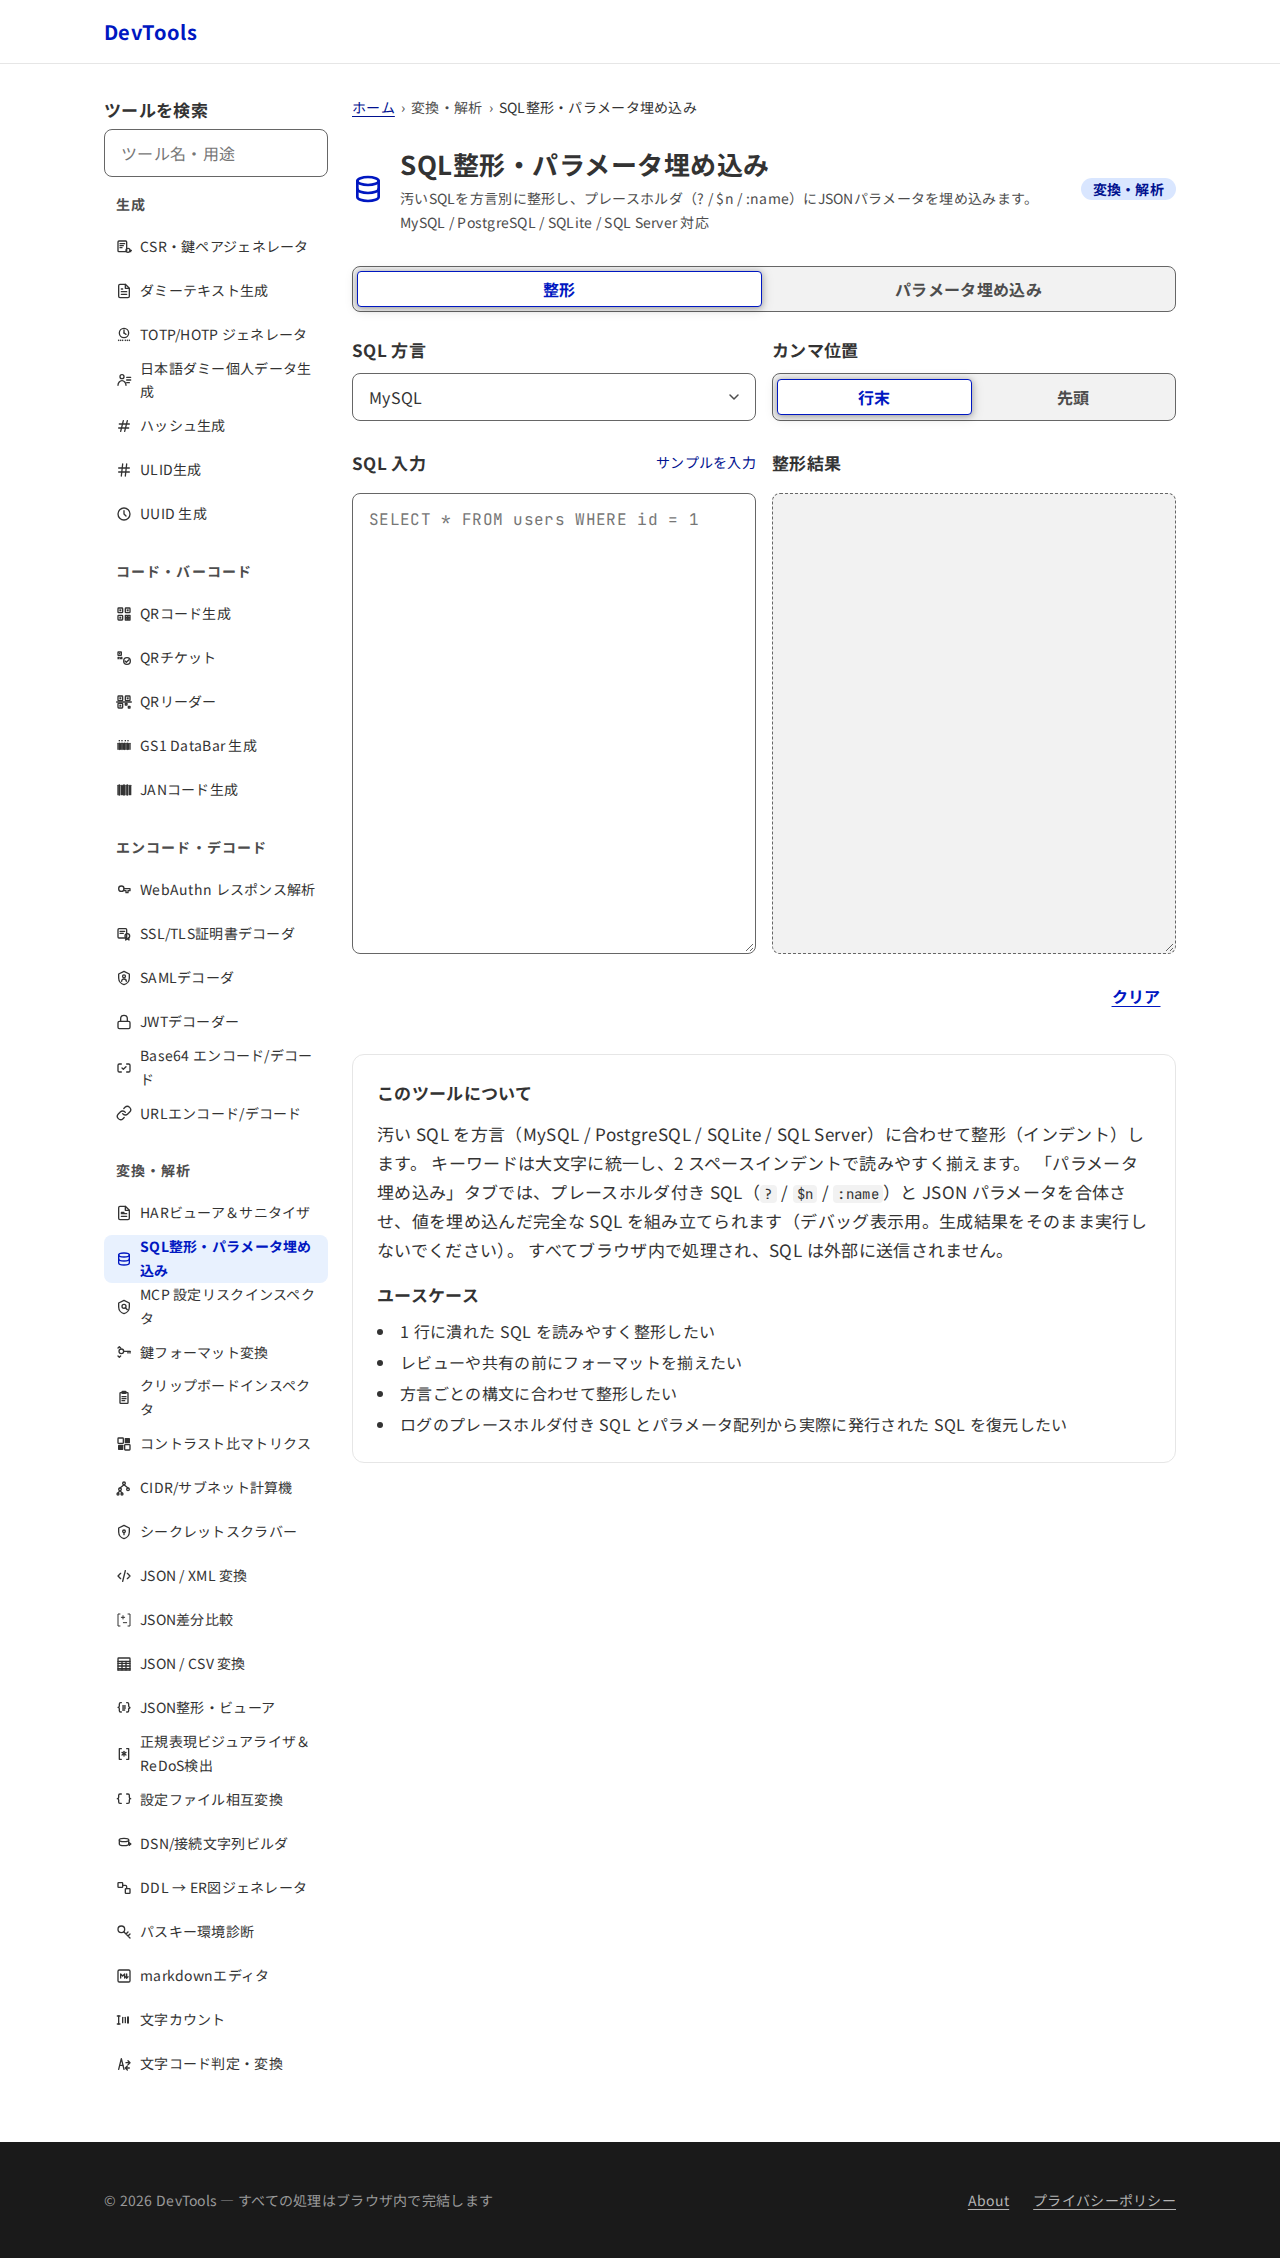 DevTools
ツールを検索
ツール名・用途
生成
CSR・鍵ペアジェネレータ
ダミーテキスト生成
TOTP/HOTP ジェネレータ
日本語ダミー個人データ生
成
ハッシュ生成
ULID生成
UUID 生成
コード・バーコード
QRコード生成
QRチケット
QRリーダー
GS1 DataBar 生成
JANコード生成
エンコード・デコード
WebAuthn レスポンス解析
SSL/TLS証明書デコーダ
SAMLデコーダ
JWTデコーダー
Base64 エンコード/デコー
ド
URLエンコード/デコード
変換・解析
HARビューア＆サニタイザ
SQL整形・パラメータ埋め
込み
MCP 設定リスクインスペク
タ
鍵フォーマット変換
クリップボードインスペク
タ
コントラスト比マトリクス
CIDR/サブネット計算機
シークレットスクラバー
JSON / XML 変換
JSON差分比較
JSON / CSV 変換
JSON整形・ビューア
正規表現ビジュアライザ＆
ReDoS検出
設定ファイル相互変換
DSN/接続文字列ビルダ
DDL → ER図ジェネレータ
パスキー環境診断
markdownエディタ
文字カウント
文字コード判定・変換
ホーム › 変換・解析 › SQL整形・パラメータ埋め込み
SQL整形・パラメータ埋め込み
汚いSQLを方言別に整形し、プレースホルダ（? / $n / :name）にJSONパラメータを埋め込みます。
MySQL / PostgreSQL / SQLite / SQL Server 対応
変換・解析
整形
パラメータ埋め込み
SQL 方言
カンマ位置
MySQL
行末
先頭
SQL 入力
サンプルを入力
整形結果
SELECT * FROM users WHERE id = 1
クリア
このツールについて
汚い SQL を方言（MySQL / PostgreSQL / SQLite / SQL Server）に合わせて整形（インデント）し
ます。 キーワードは大文字に統一し、2 スペースインデントで読みやすく揃えます。 「パラメータ
埋め込み」タブでは、プレースホルダ付き SQL（? / $n / :name）と JSON パラメータを合体さ
せ、値を埋め込んだ完全な SQL を組み立てられます（デバッグ表示用。生成結果をそのまま実行し
ないでください）。 すべてブラウザ内で処理され、SQL は外部に送信されません。
ユースケース
1 行に潰れた SQL を読みやすく整形したい
レビューや共有の前にフォーマットを揃えたい
方言ごとの構文に合わせて整形したい
ログのプレースホルダ付き SQL とパラメータ配列から実際に発行された SQL を復元したい
© 2026 DevTools — すべての処理はブラウザ内で完結します
About
プライバシーポリシー